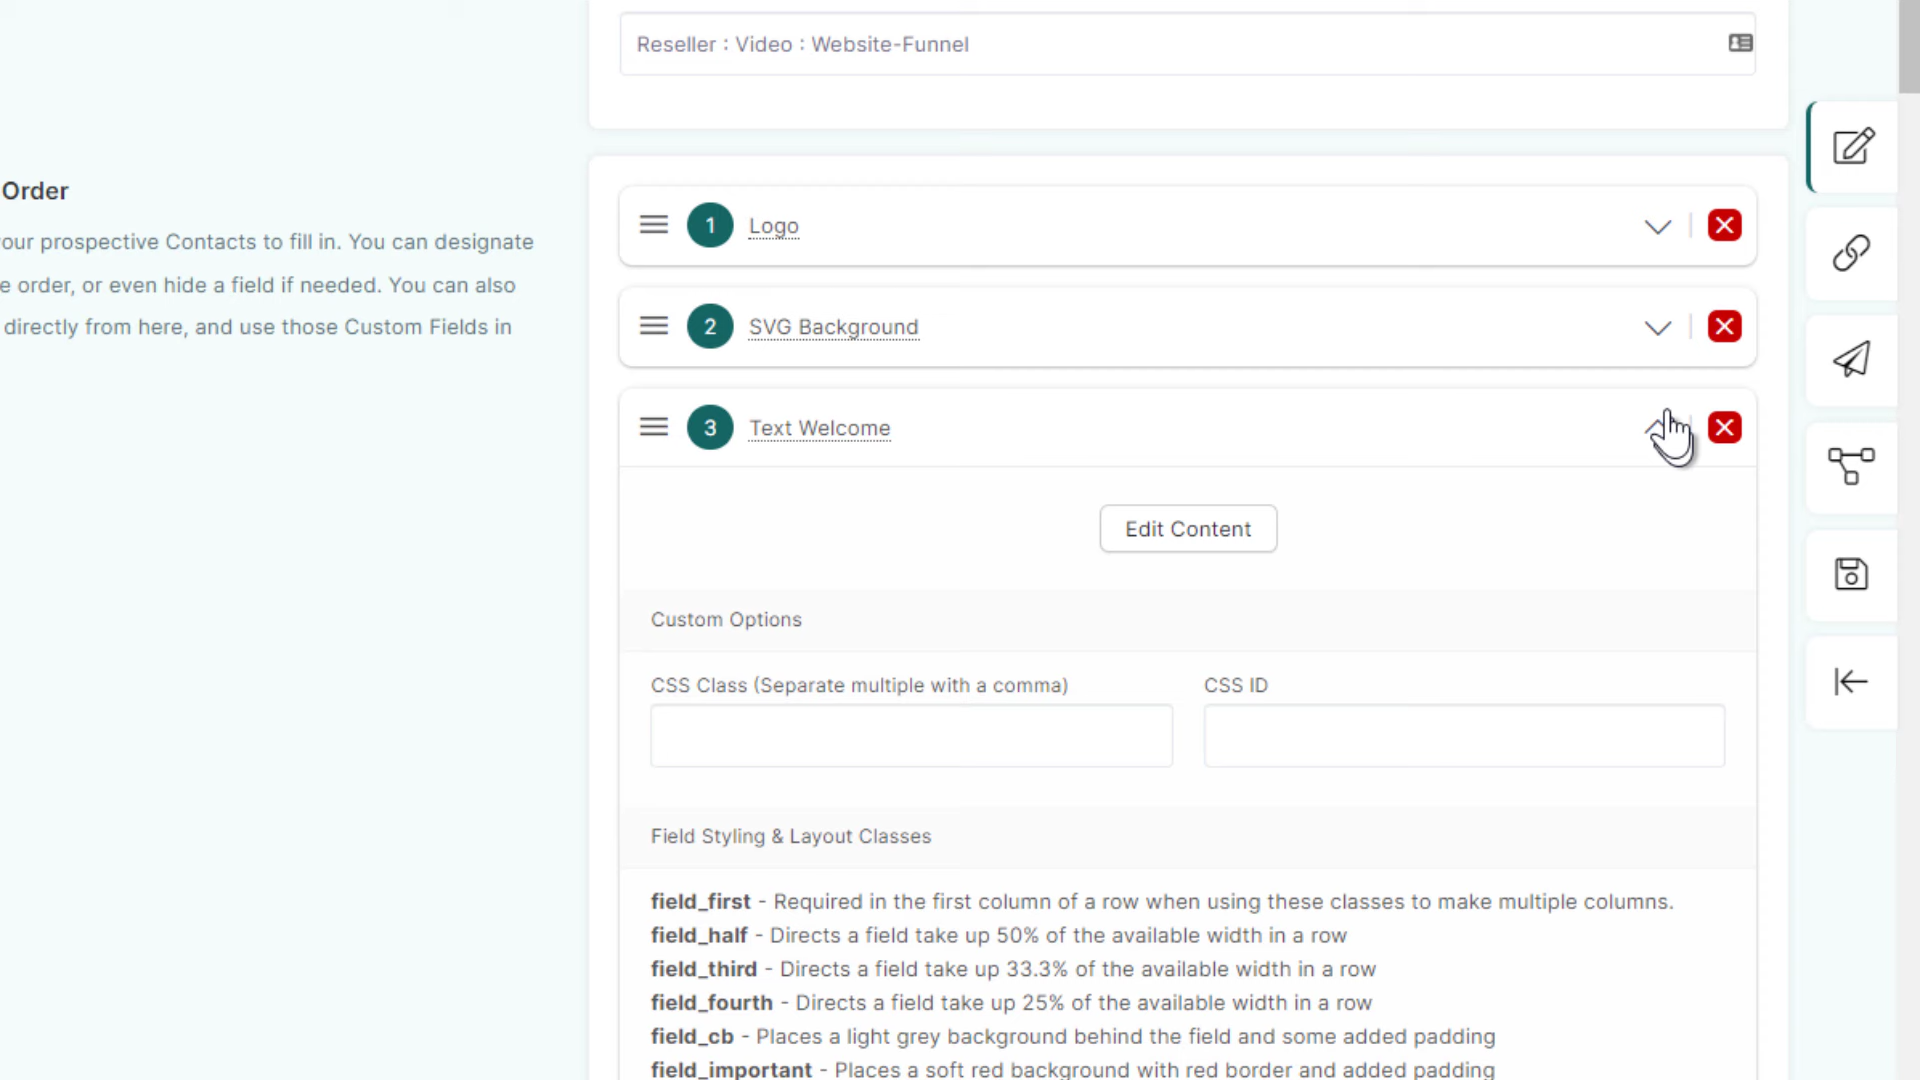 Reseller : Video : Website-Funnel
Order
our prospective Contacts to fill in. You can designate
e order, or even hide a field if needed. You can also
directly from here, and use those Custom Fields in
1 Logo
2 SVG Background
3 Text Welcome
Edit Content
Custom Options
CSS Class (Separate multiple with a comma)
CSS ID
Field Styling & Layout Classes
field_first - Required in the first column of a row when using these classes to make multiple columns.
field_half - Directs a field take up 50% of the available width in a row
field_third - Directs a field take up 33.3% of the available width in a row
field_fourth - Directs a field take up 25% of the available width in a row
field_cb - Places a light grey background behind the field and some added padding
field_important - Places a soft red background with red border and added padding